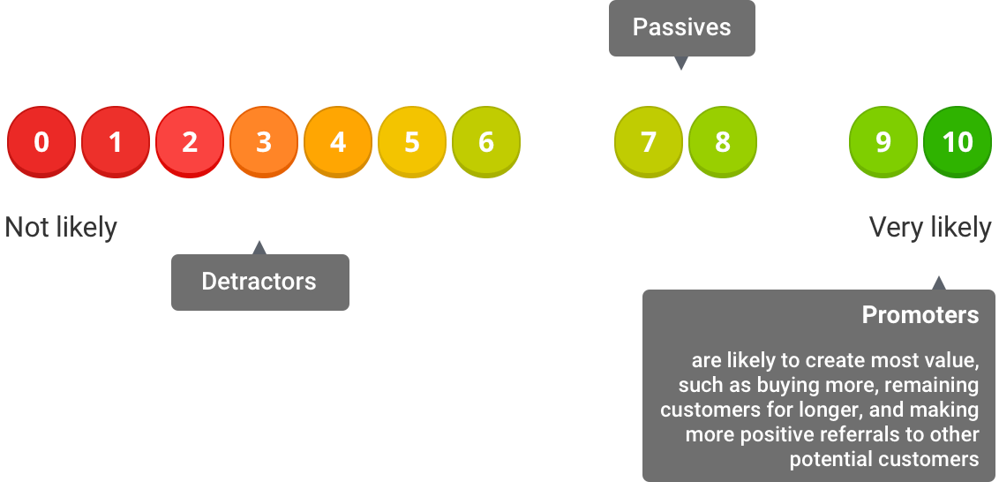 Passives
0 1 2 3 4 5 6 7 8 9 10
Not likely
Very likely
Detractors
Promoters
are likely to create most value,
such as buying more, remaining
customers for longer, and making
more positive referrals to other
potential customers